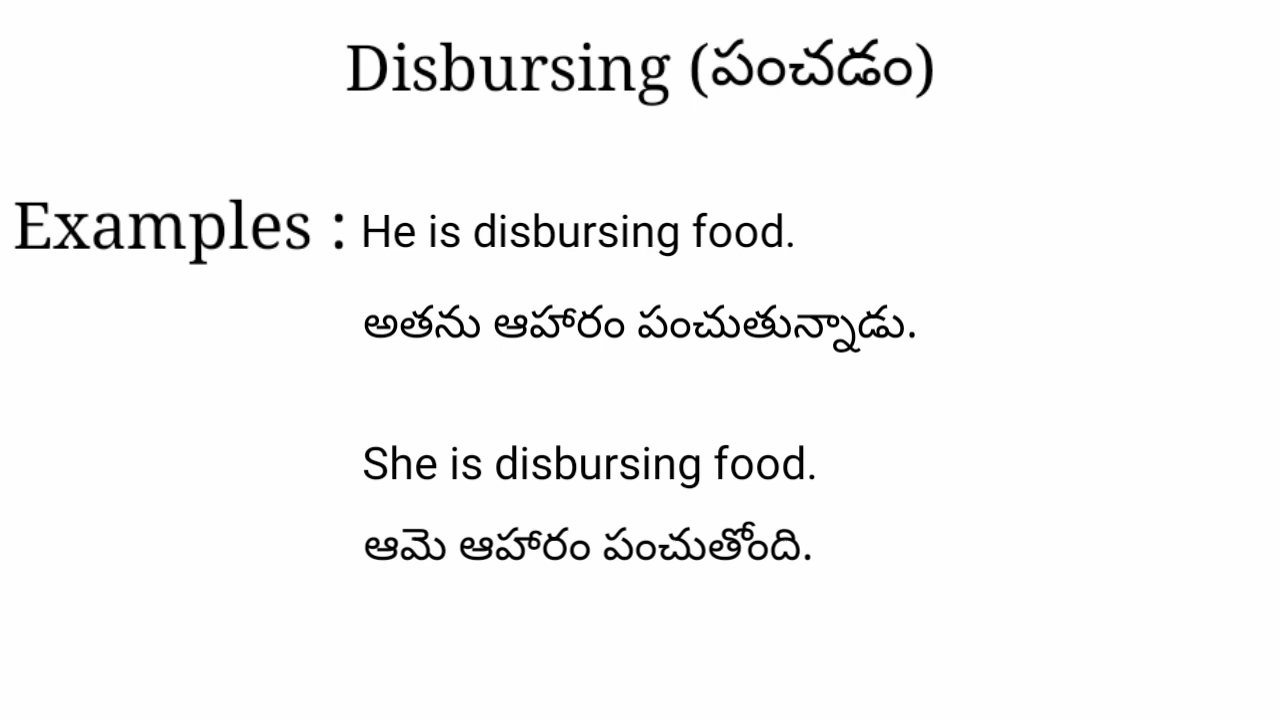 Disbursing (పంచడం)
Examples : He is disbursing food.
అతను ఆహారం పంచుతున్నాడు.
She is disbursing food.
ఆమె ఆహారం పంచుతోంది.